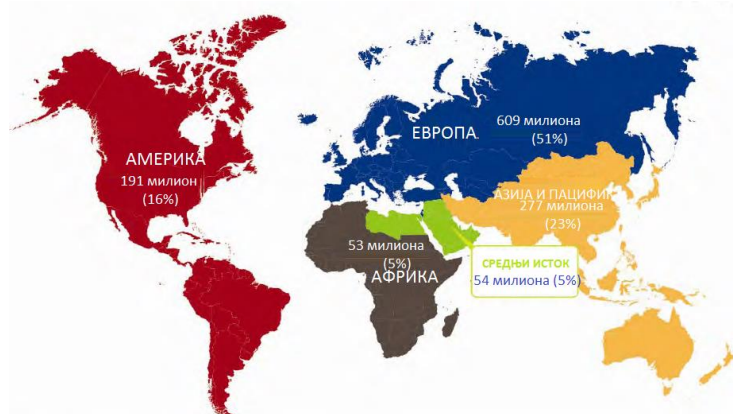 АМЕРИКА
191 милион
(16%)
ЕВРОПА
609 милиона
(51%)
АЗИЈА И ПАЦИФИ
277 милиона
(23%)
53 милиона
(5%)
АФРИКА
СРЕДЊИ ИСТОК
54 милиона (5%)